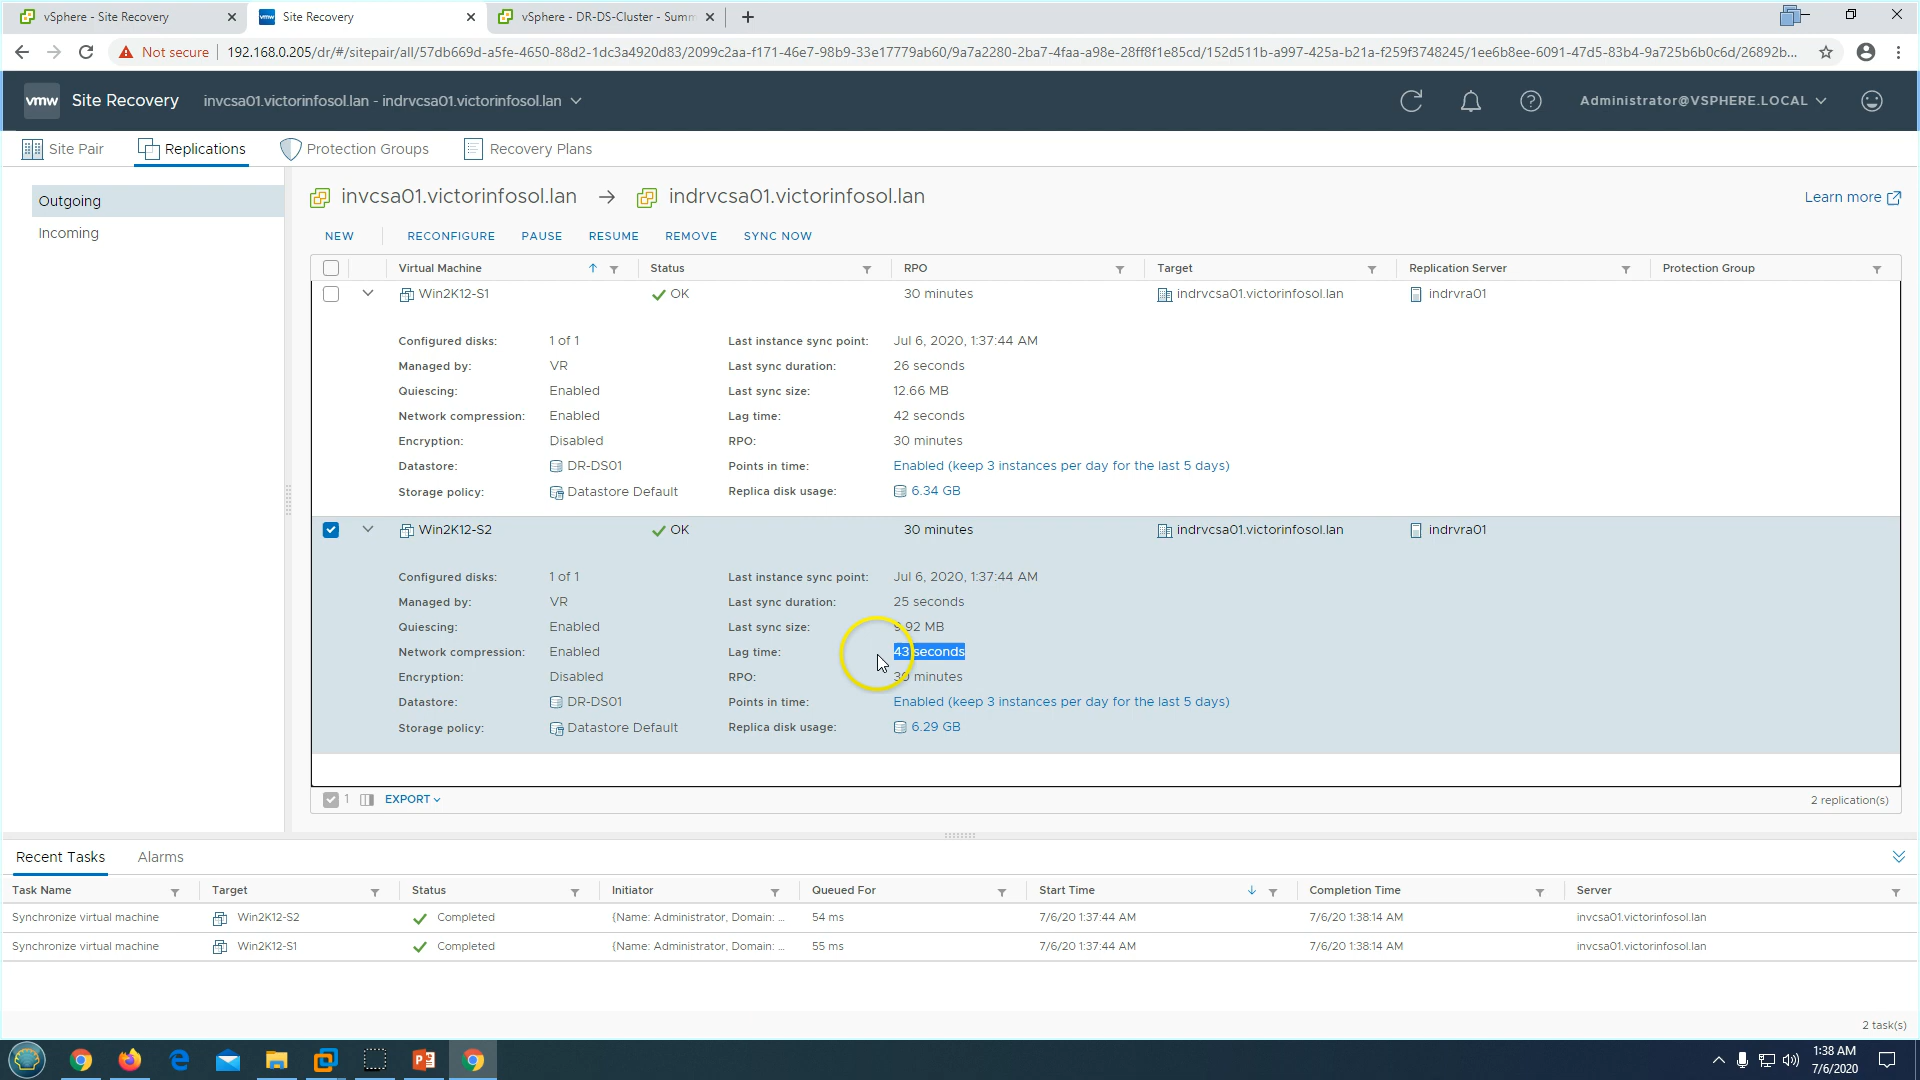 vSphere - Site Recovery
Site Recovery
vSphere - DR-DS-Cluster - Summ
Not secure
192.168.0.205/dr/#/sitepair/all/57db669d-a5fe-4650-88d2-1dc3a4920d83/2099c2aa-f171-46e7-98b9-33e17779ab60/9a7a2280-2ba7-4faa-a98e-28ff8f1e85cd/152d511b-a997-425a-b21a-f259f3748245/1ee6b8ee-6091-47d5-83b4-9a725b6b0c6d/26892b...
vmw Site Recovery invcsa01.victorinfosol.lan - indrvcsa01.victorinfosol.lan Administrator@VSPHERE.LOCAL
Site Pair Replications Protection Groups Recovery Plans
Outgoing
Incoming
invcsa01.victorinfosol.lan → indrvcsa01.victorinfosol.lan Learn more
NEW RECONFIGURE PAUSE RESUME REMOVE SYNC NOW
Virtual Machine Status RPO Target Replication Server Protection Group
Win2K12-S1 OK 30 minutes indrvcsa01.victorinfosol.lan indrvra01
Configured disks: 1 of 1 Last instance sync point: Jul 6, 2020, 1:37:44 AM
Managed by: VR Last sync duration: 26 seconds
Quiescing: Enabled Last sync size: 12.66 MB
Network compression: Enabled Lag time: 42 seconds
Encryption: Disabled RPO: 30 minutes
Datastore: DR-DS01 Points in time: Enabled (keep 3 instances per day for the last 5 days)
Storage policy: Datastore Default Replica disk usage: 6.34 GB
Win2K12-S2 OK 30 minutes indrvcsa01.victorinfosol.lan indrvra01
Configured disks: 1 of 1 Last instance sync point: Jul 6, 2020, 1:37:44 AM
Managed by: VR Last sync duration: 25 seconds
Quiescing: Enabled Last sync size: 9.92 MB
Network compression: Enabled Lag time: 43 seconds
Encryption: Disabled RPO: 30 minutes
Datastore: DR-DS01 Points in time: Enabled (keep 3 instances per day for the last 5 days)
Storage policy: Datastore Default Replica disk usage: 6.29 GB
1 EXPORT 2 replication(s)
Recent Tasks Alarms
Task Name Target Status Initiator Queued For Start Time Completion Time Server
Synchronize virtual machine Win2K12-S2 Completed {Name: Administrator, Domain: ... 54 ms 7/6/20 1:37:44 AM 7/6/20 1:38:14 AM invcsa01.victorinfosol.lan
Synchronize virtual machine Win2K12-S1 Completed {Name: Administrator, Domain: ... 55 ms 7/6/20 1:37:44 AM 7/6/20 1:38:14 AM invcsa01.victorinfosol.lan
2 task(s)
1:38 AM
7/6/2020